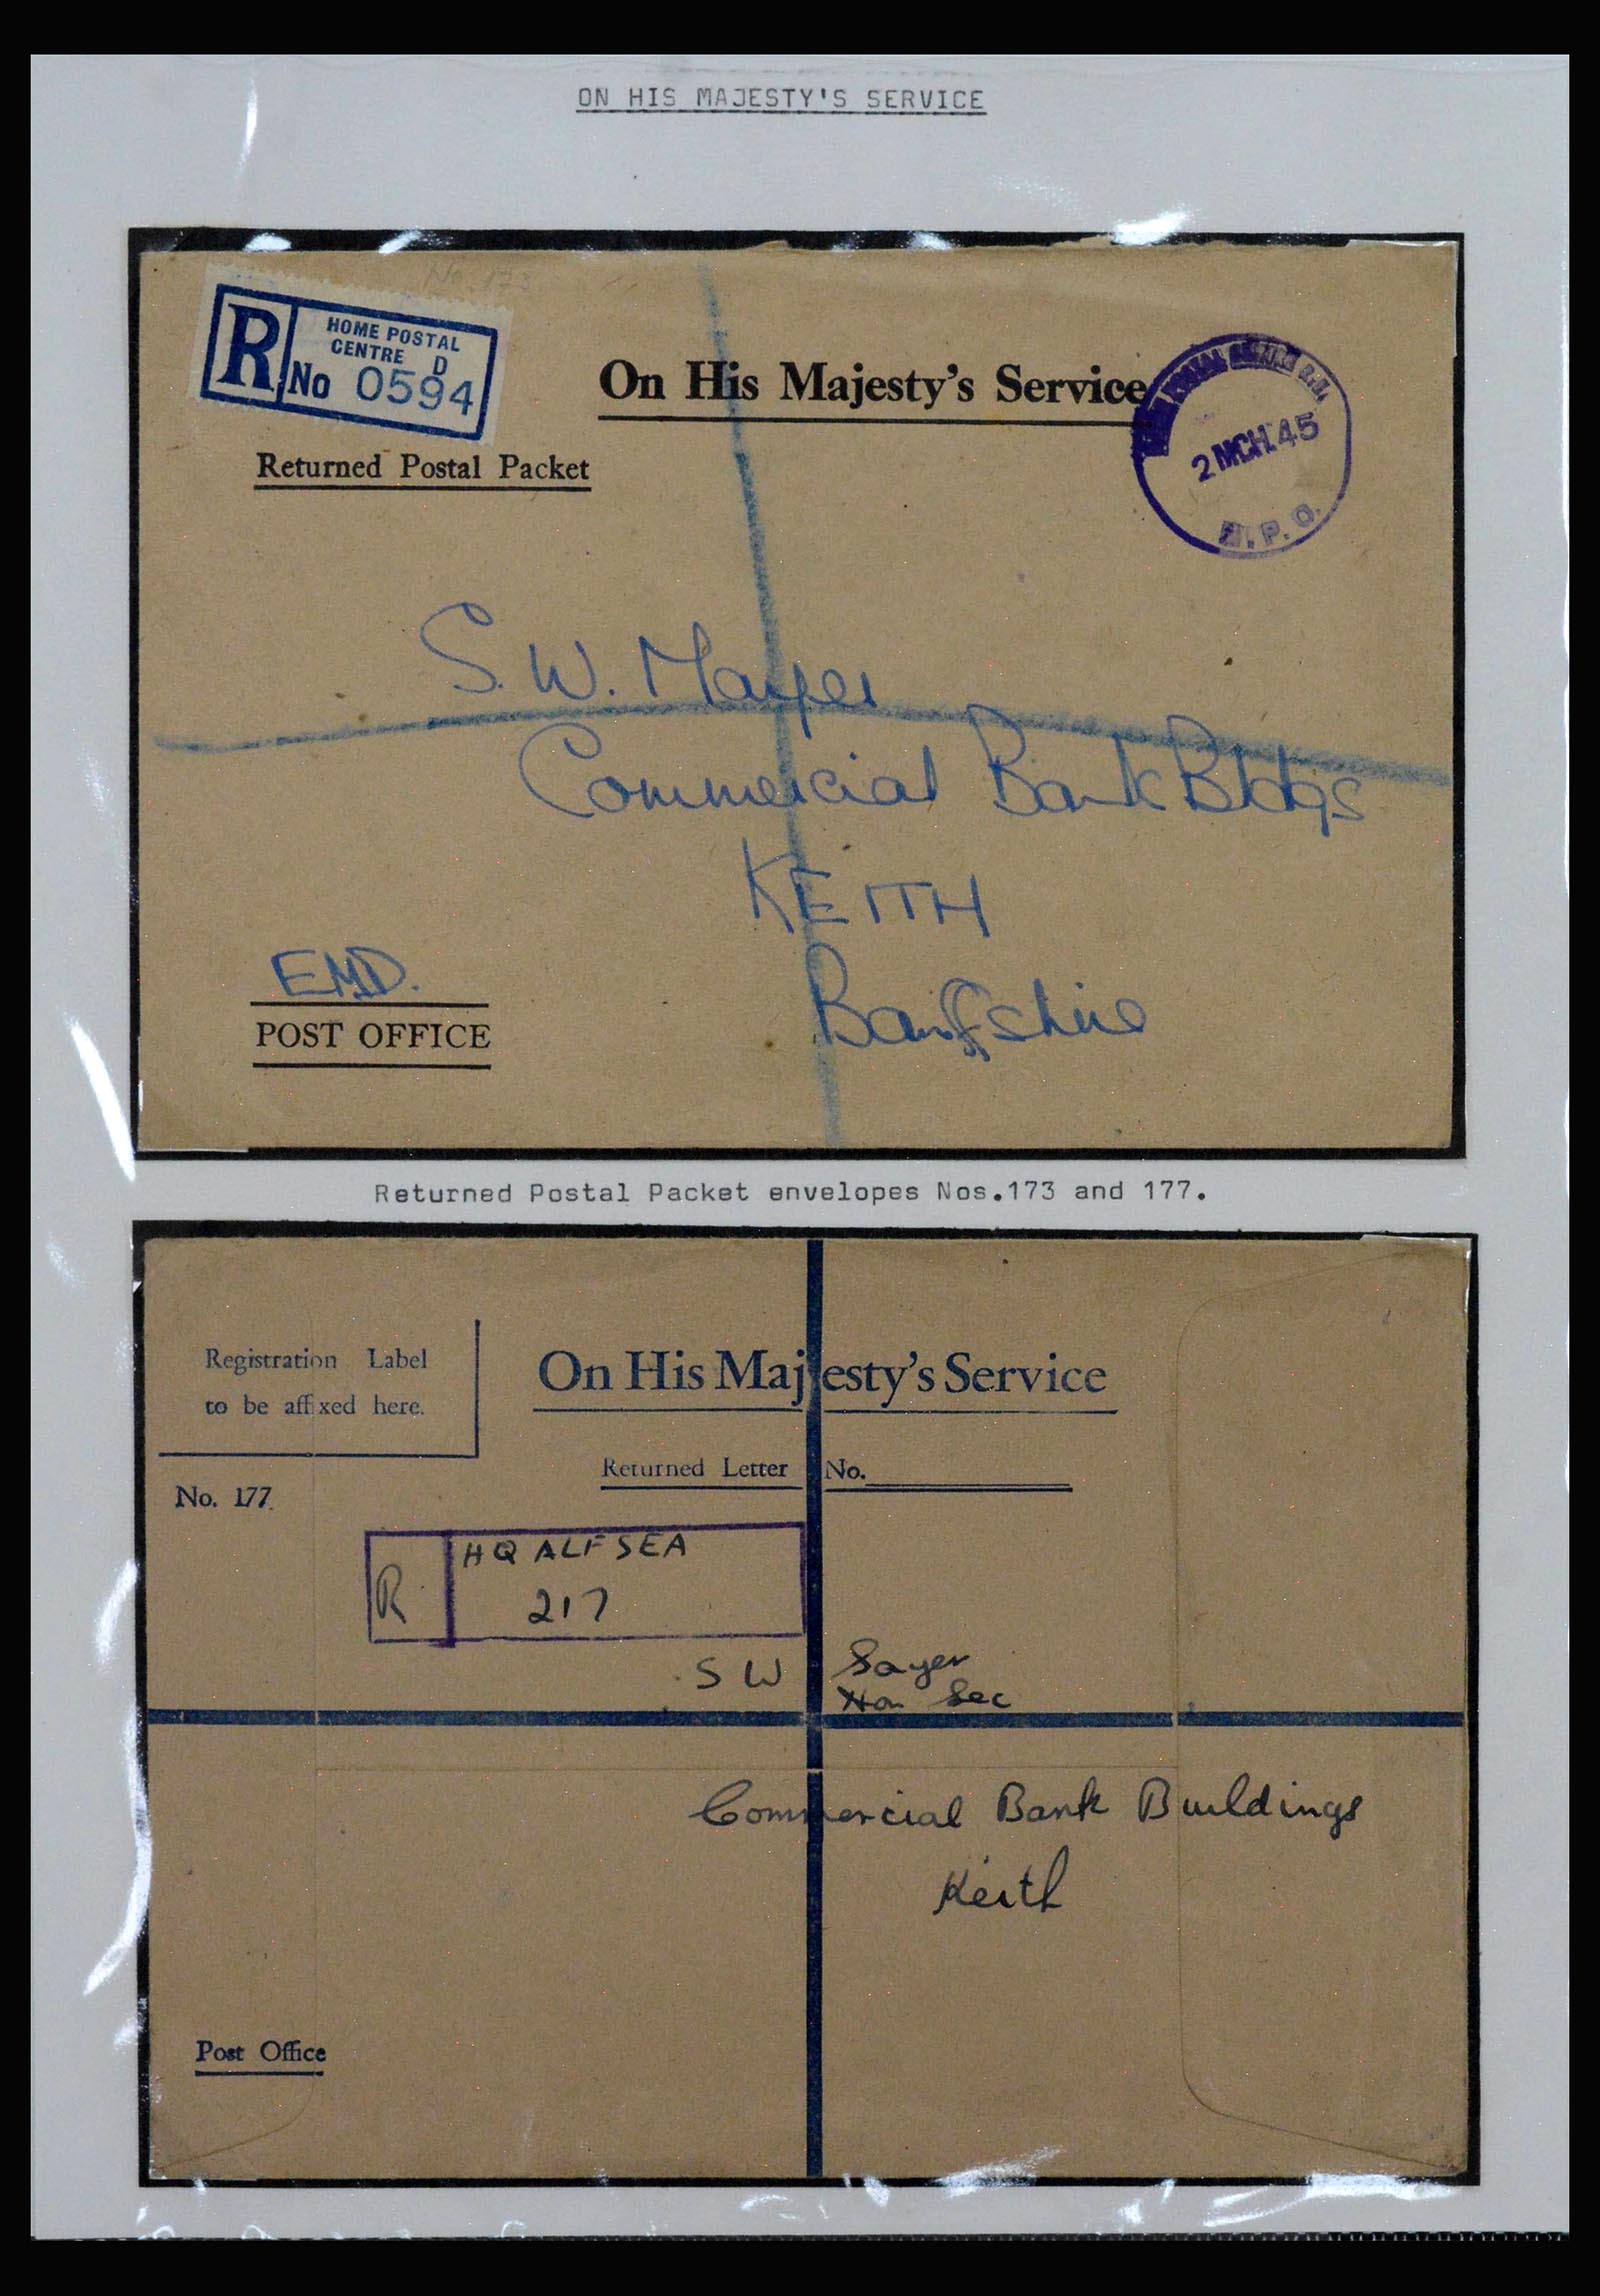 ON HIS MAJESTY'S SERVICE
No. 173
R
HOME POSTAL
CENTRE D
No 0594
On His Majesty's Service
Returned Postal Packet
2 MCH 45
P. O.
S. W. Mayer
Commercial Bank Bldgs
KEITH
Banffshire
EMD.
POST OFFICE
Returned Postal Packet envelopes Nos.173 and 177.
Registration Label
to be affixed here.
On His Majesty's Service
Returned Letter No.
No. 177.
R
HQ ALFSEA
217
S W Sayer
Hon Sec
Commercial Bank Buildings
Keith
Post Office